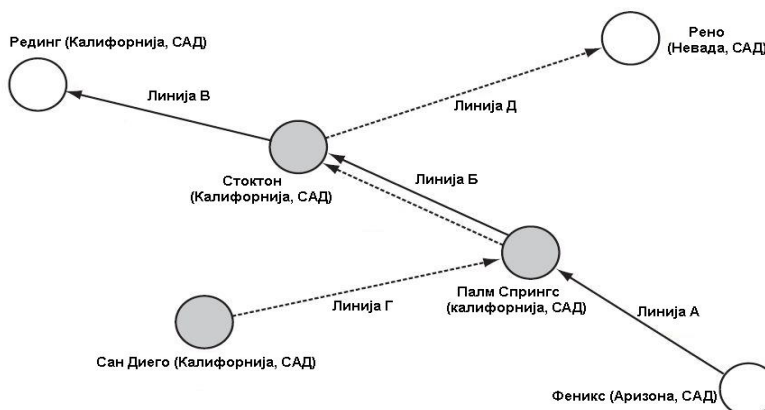 Рединг (Калифорнија, САД)
Рено
(Невада, САД)
Линија В
Линија Д
Стоктон
(Калифорнија, САД)
Линија Б
Линија Г
Палм Спрингс
(калифорнија, САД)
Линија А
Сан Диего (Калифорнија, САД)
Феникс (Аризона, САД)